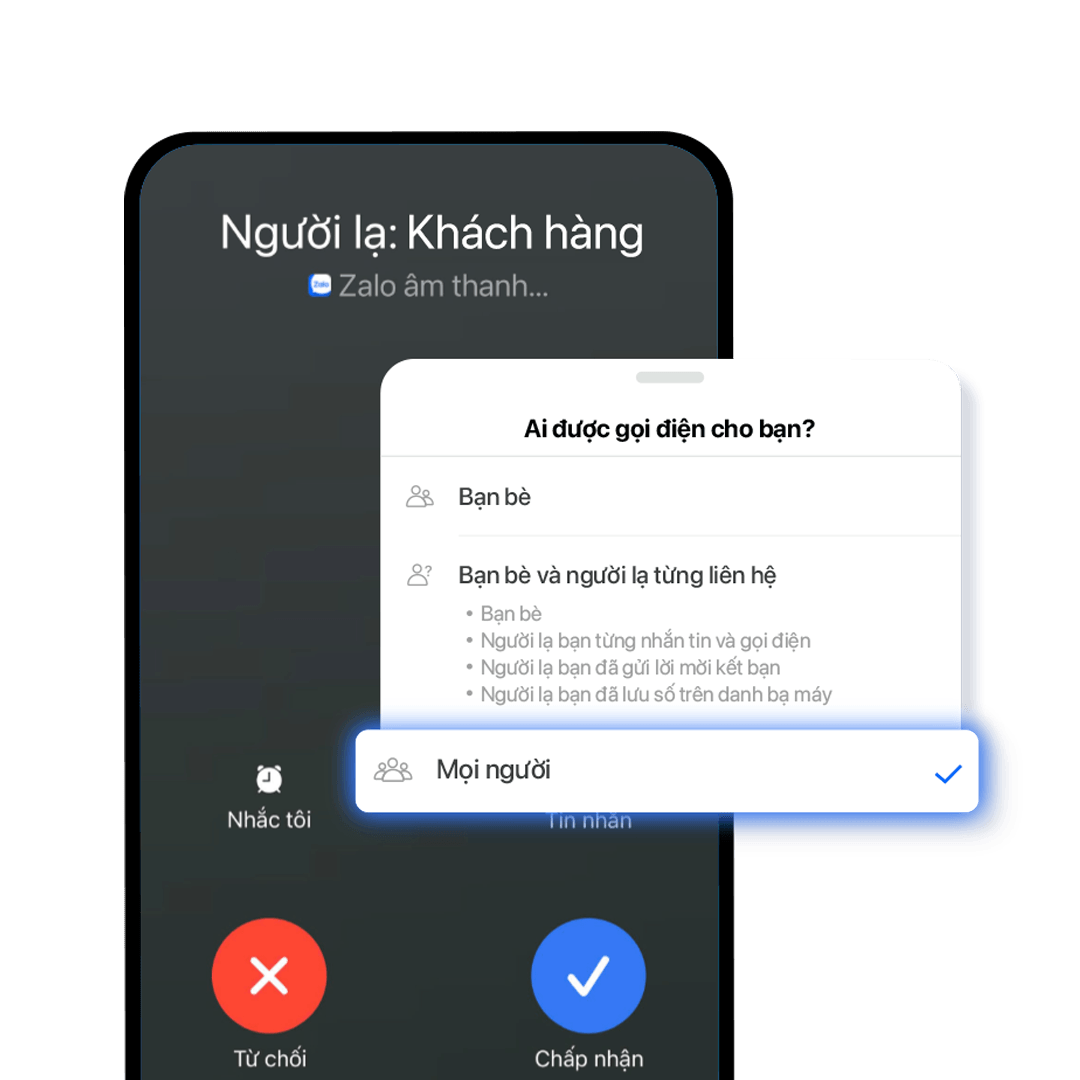 Người lạ: Khách hàng
Zalo
Zalo âm thanh...
Ai được gọi điện cho bạn?
Bạn bè
Bạn bè và người lạ từng liên hệ
• Bạn bè
• Người lạ bạn từng nhắn tin và gọi điện
• Người lạ bạn đã gửi lời mời kết bạn
• Người lạ bạn đã lưu số trên danh bạ máy
Mọi người
Nhắc tôi
Tin nhắn
Từ chối
Chấp nhận